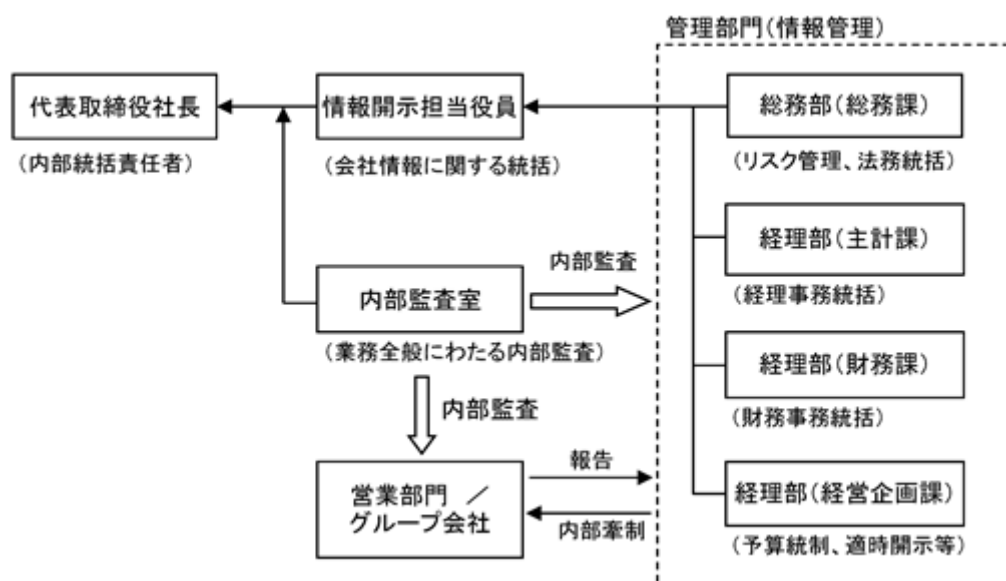 管理部門(情報管理)
代表取締役社長
(内部統括責任者)
情報開示担当役員
(会社情報に関する統括)
総務部(総務課)
(リスク管理、法務統括)
経理部(主計課)
(経理事務統括)
内部監査
内部監査室
(業務全般にわたる内部監査)
経理部(財務課)
(財務事務統括)
内部監査
営業部門 /
グループ会社
報告
内部牽制
経理部(経営企画課)
(予算統制、適時開示等)